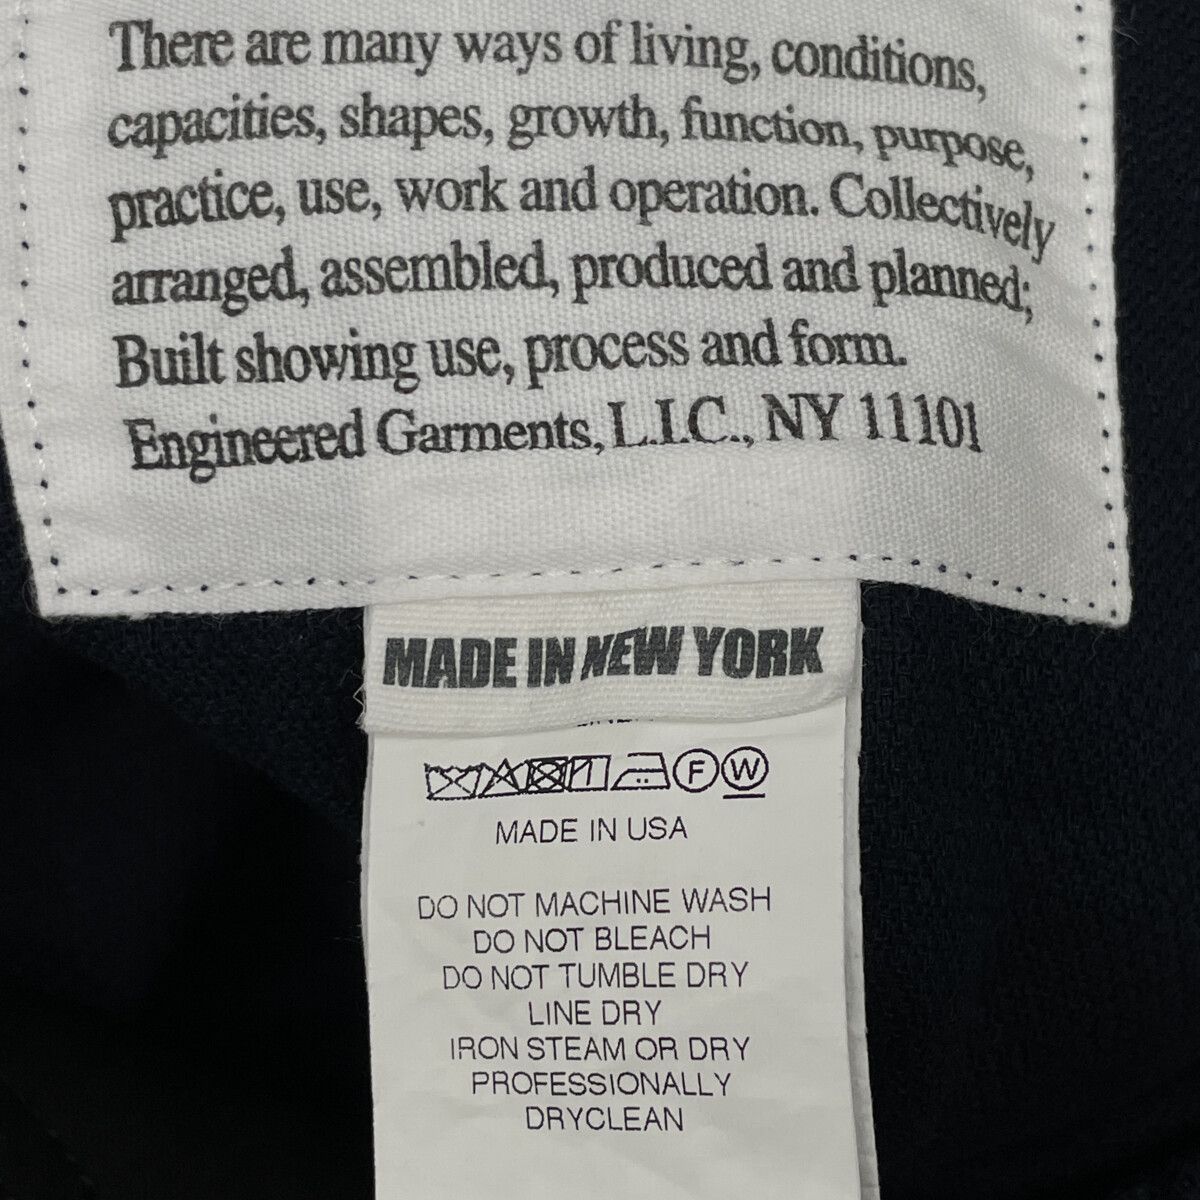 There are many ways of living, conditions,
capacities, shapes, growth, function, purpose,
practice, use, work and operation. Collectively
arranged, assembled, produced and planned;
Built showing use, process and form.
Engineered Garments, L.I.C., NY 11101
MADE IN NEW YORK
F W
MADE IN USA
DO NOT MACHINE WASH
DO NOT BLEACH
DO NOT TUMBLE DRY
LINE DRY
IRON STEAM OR DRY
PROFESSIONALLY
DRYCLEAN